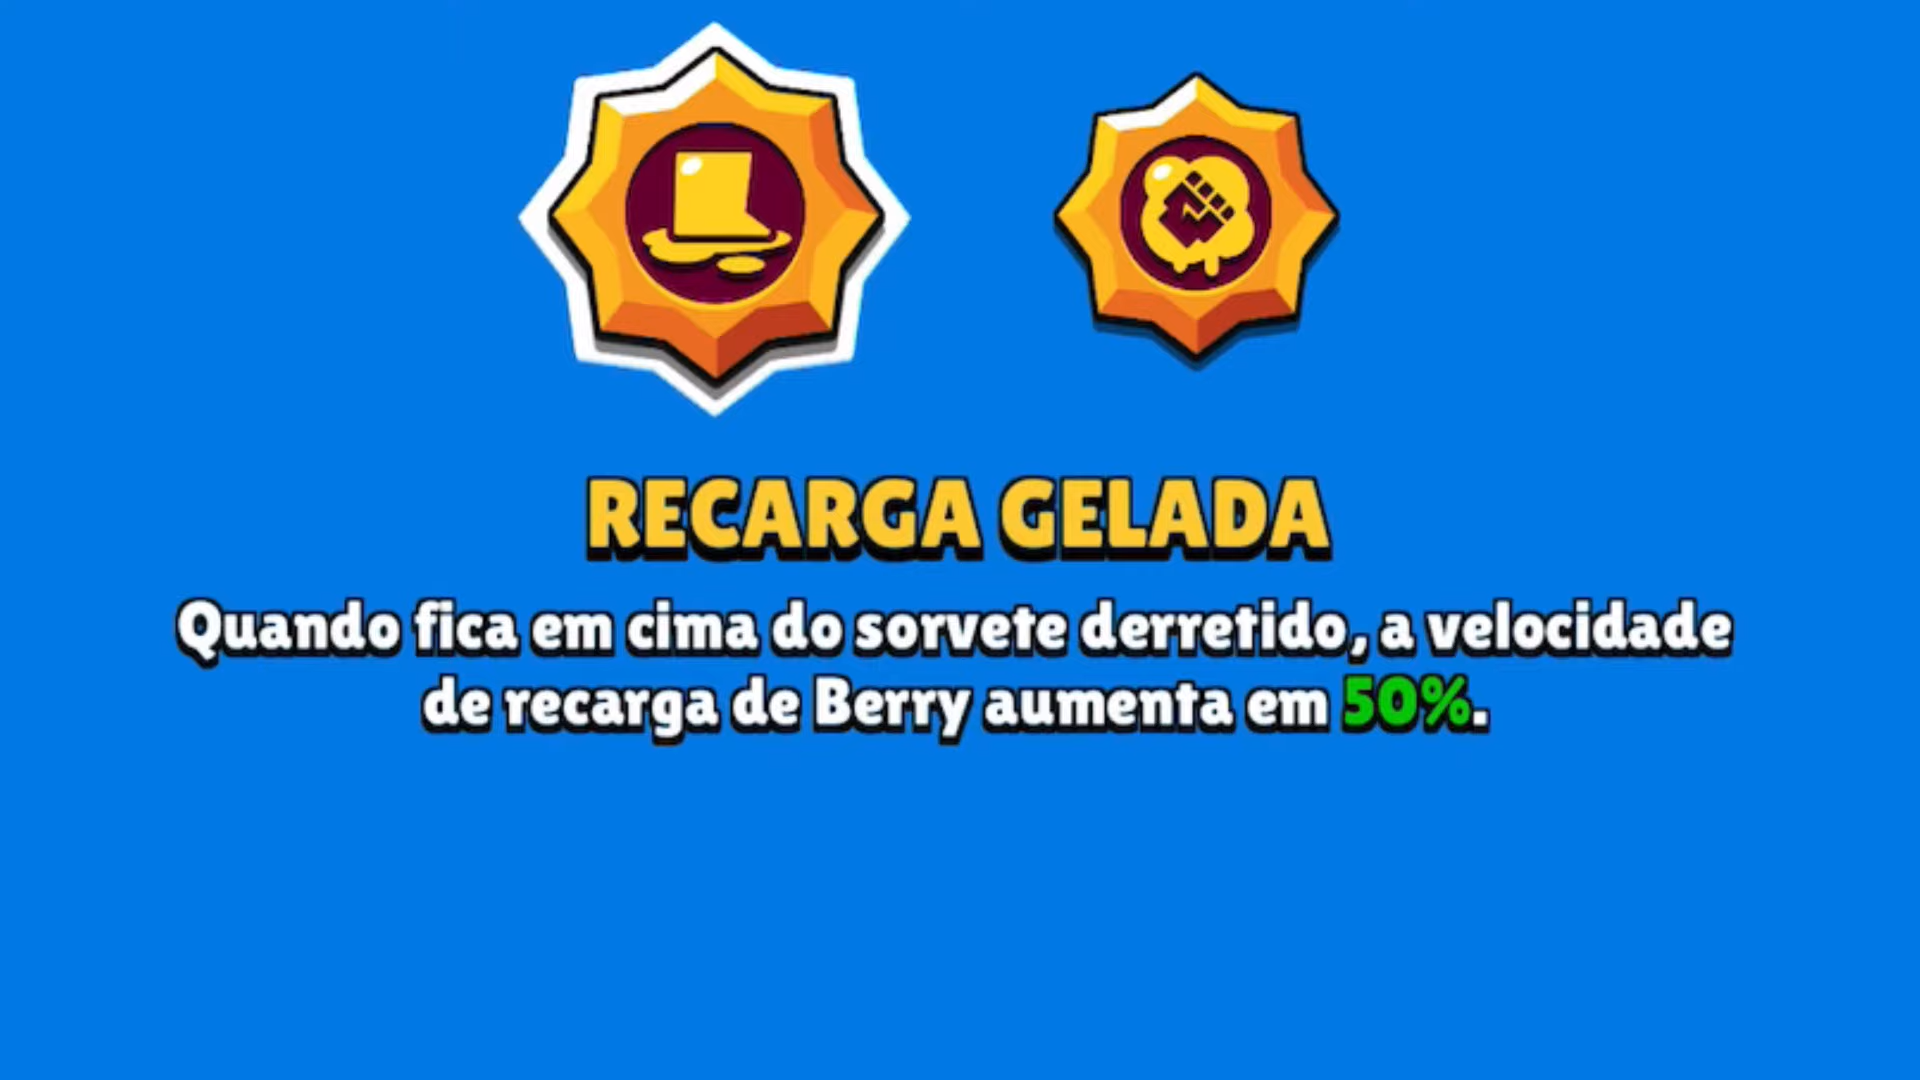 RECARGA GELADA
Quando fica em cima do sorvete derretido, a velocidade
de recarga de Berry aumenta em 50%.